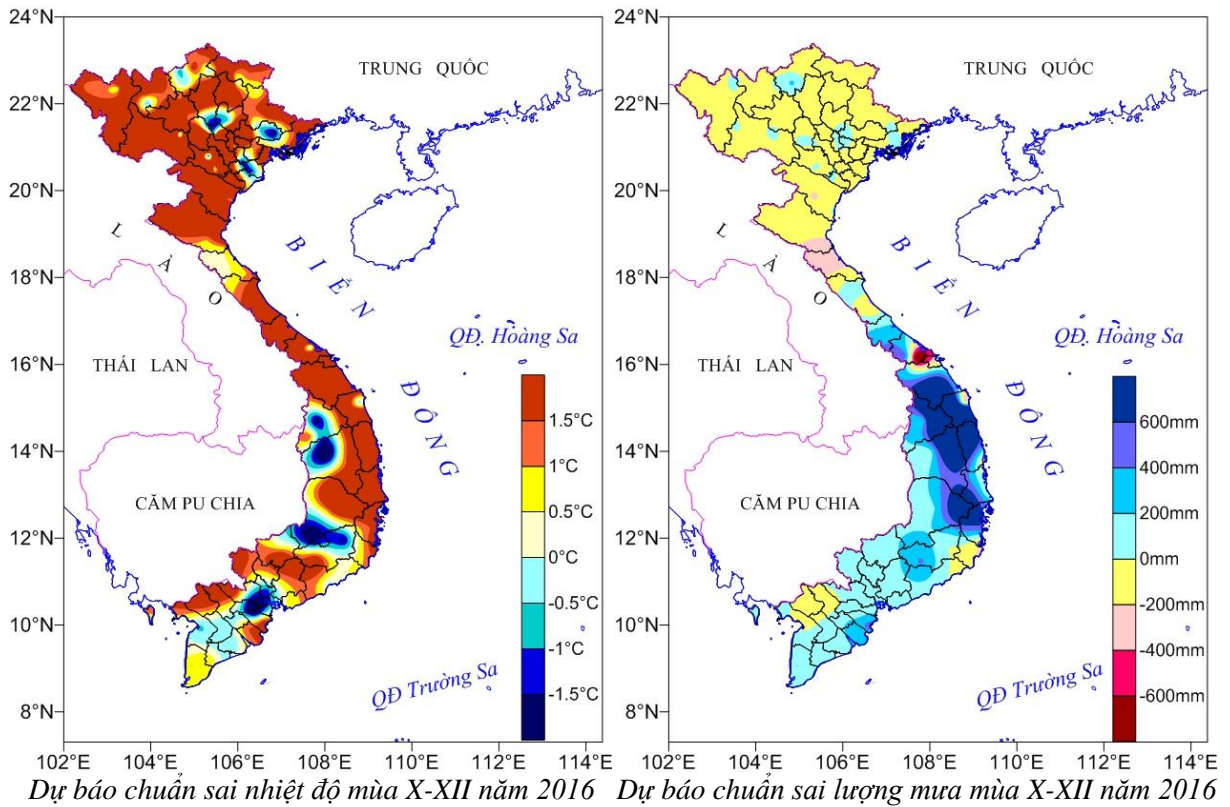 24°N
22°N
20°N
18°N
16°N
14°N
12°N
10°N
8°N
102°E 104°E 106°E 108°E 110°E 112°E 114°E
TRUNG QUỐC
L
À
O
BIỂN
ĐÔNG
THÁI LAN
CĂM PU CHIA
QĐ. Hoàng Sa
QĐ Trường Sa
1.5°C
1°C
0.5°C
0°C
-0.5°C
-1°C
-1.5°C
Dự báo chuẩn sai nhiệt độ mùa X-XII năm 2016
24°N
22°N
20°N
18°N
16°N
14°N
12°N
10°N
8°N
102°E 104°E 106°E 108°E 110°E 112°E 114°E
TRUNG QUỐC
L
À
O
BIỂN
ĐÔNG
THÁI LAN
CĂM PU CHIA
QĐ. Hoàng Sa
QĐ Trường Sa
600mm
400mm
200mm
0mm
-200mm
-400mm
-600mm
Dự báo chuẩn sai lượng mưa mùa X-XII năm 2016